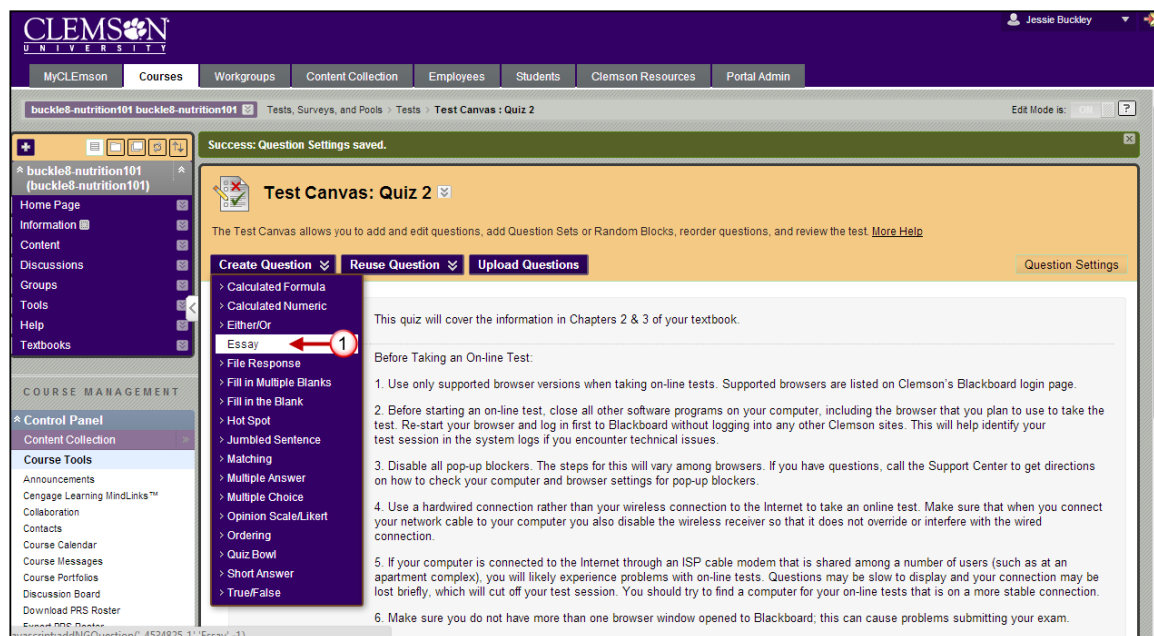 CLEMSON
UNIVERSITY
Jessie Buckley
MyCLEmson
Courses
Workgroups
Content Collection
Employees
Students
Clemson Resources
Portal Admin
buckle8-nutrition101 buckle8-nutrition101
Tests, Surveys, and Pools > Tests > Test Canvas : Quiz 2
Edit Mode is: ON
?
Success: Question Settings saved.
buckle8-nutrition101
(buckle8-nutrition101)
Home Page
Information
Content
Discussions
Groups
Tools
Help
Textbooks
COURSE MANAGEMENT
Control Panel
Content Collection
Course Tools
Announcements
Cengage Learning MindLinks™
Collaboration
Contacts
Course Calendar
Course Messages
Course Portfolios
Discussion Board
Download PRS Roster
Export PRS Roster
Test Canvas: Quiz 2
The Test Canvas allows you to add and edit questions, add Question Sets or Random Blocks, reorder questions, and review the test. More Help
Create Question
Reuse Question
Upload Questions
Question Settings
> Calculated Formula
> Calculated Numeric
> Either/Or
Essay
1
> File Response
> Fill in Multiple Blanks
> Fill in the Blank
> Hot Spot
> Jumbled Sentence
> Matching
> Multiple Answer
> Multiple Choice
> Opinion Scale/Likert
> Ordering
> Quiz Bowl
> Short Answer
> True/False
This quiz will cover the information in Chapters 2 & 3 of your textbook.
Before Taking an On-line Test:
1. Use only supported browser versions when taking on-line tests. Supported browsers are listed on Clemson's Blackboard login page.
2. Before starting an on-line test, close all other software programs on your computer, including the browser that you plan to use to take the
test. Re-start your browser and log in first to Blackboard without logging into any other Clemson sites. This will help identify your
test session in the system logs if you encounter technical issues.
3. Disable all pop-up blockers. The steps for this will vary among browsers. If you have questions, call the Support Center to get directions
on how to check your computer and browser settings for pop-up blockers.
4. Use a hardwired connection rather than your wireless connection to the Internet to take an online test. Make sure that when you connect
your network cable to your computer you also disable the wireless receiver so that it does not override or interfere with the wired
connection.
5. If your computer is connected to the Internet through an ISP cable modem that is shared among a number of users (such as at an
apartment complex), you will likely experience problems with on-line tests. Questions may be slow to display and your connection may be
lost briefly, which will cut off your test session. You should try to find a computer for your on-line tests that is on a more stable connection.
6. Make sure you do not have more than one browser window opened to Blackboard; this can cause problems submitting your exam.